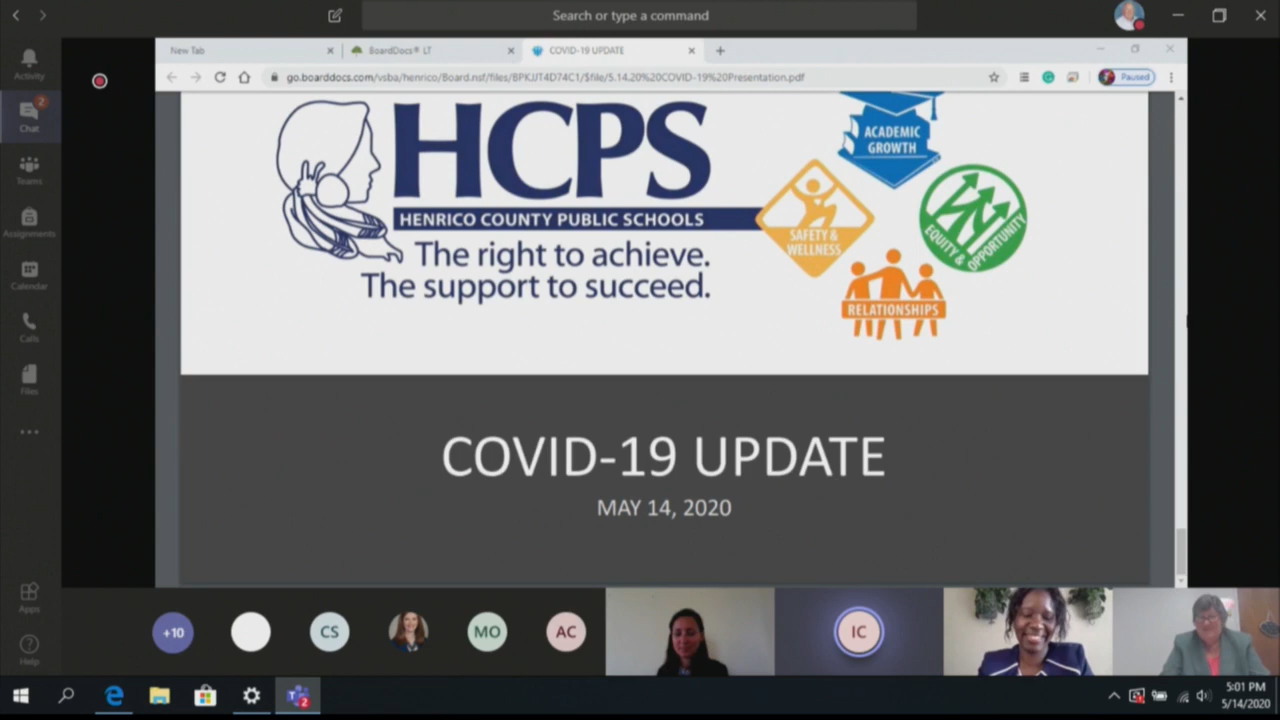 Search or type a command
New Tab
BoardDocs® LT
COVID-19 UPDATE
go.boarddocs.com/vsba/henrico/Board.nsf/files/BPKJJT4D74C1/$file/5.14.20%20COVID-19%20Presentation.pdf
Paused
Activity
2
Chat
Teams
Assignments
Calendar
Calls
Files
Apps
Help
HCPS
HENRICO COUNTY PUBLIC SCHOOLS
The right to achieve.
The support to succeed.
ACADEMIC
GROWTH
SAFETY &
WELLNESS
EQUITY &
OPPORTUNITY
RELATIONSHIPS
COVID-19 UPDATE
MAY 14, 2020
+10
CS
MO
AC
IC
2
5:01 PM
5/14/2020